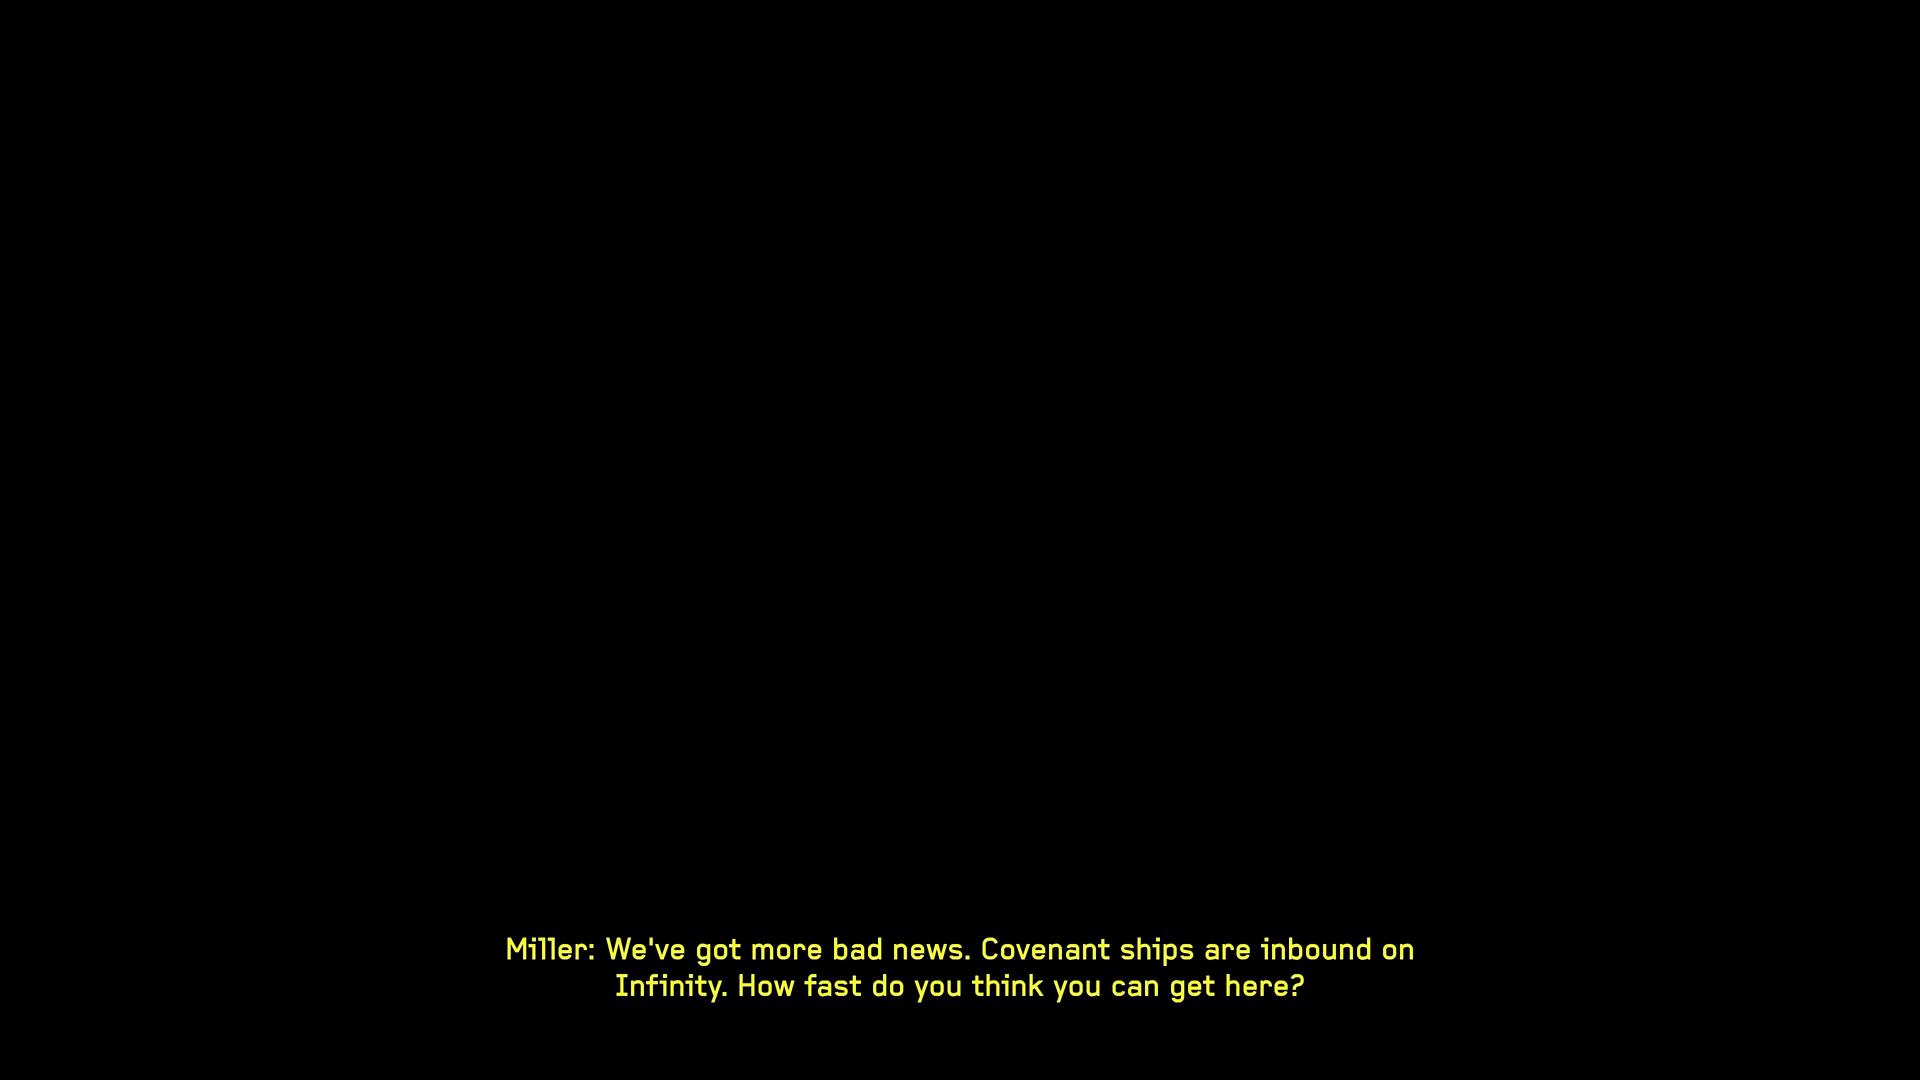 Miller: We've got more bad news. Covenant ships are inbound on
Infinity. How fast do you think you can get here?